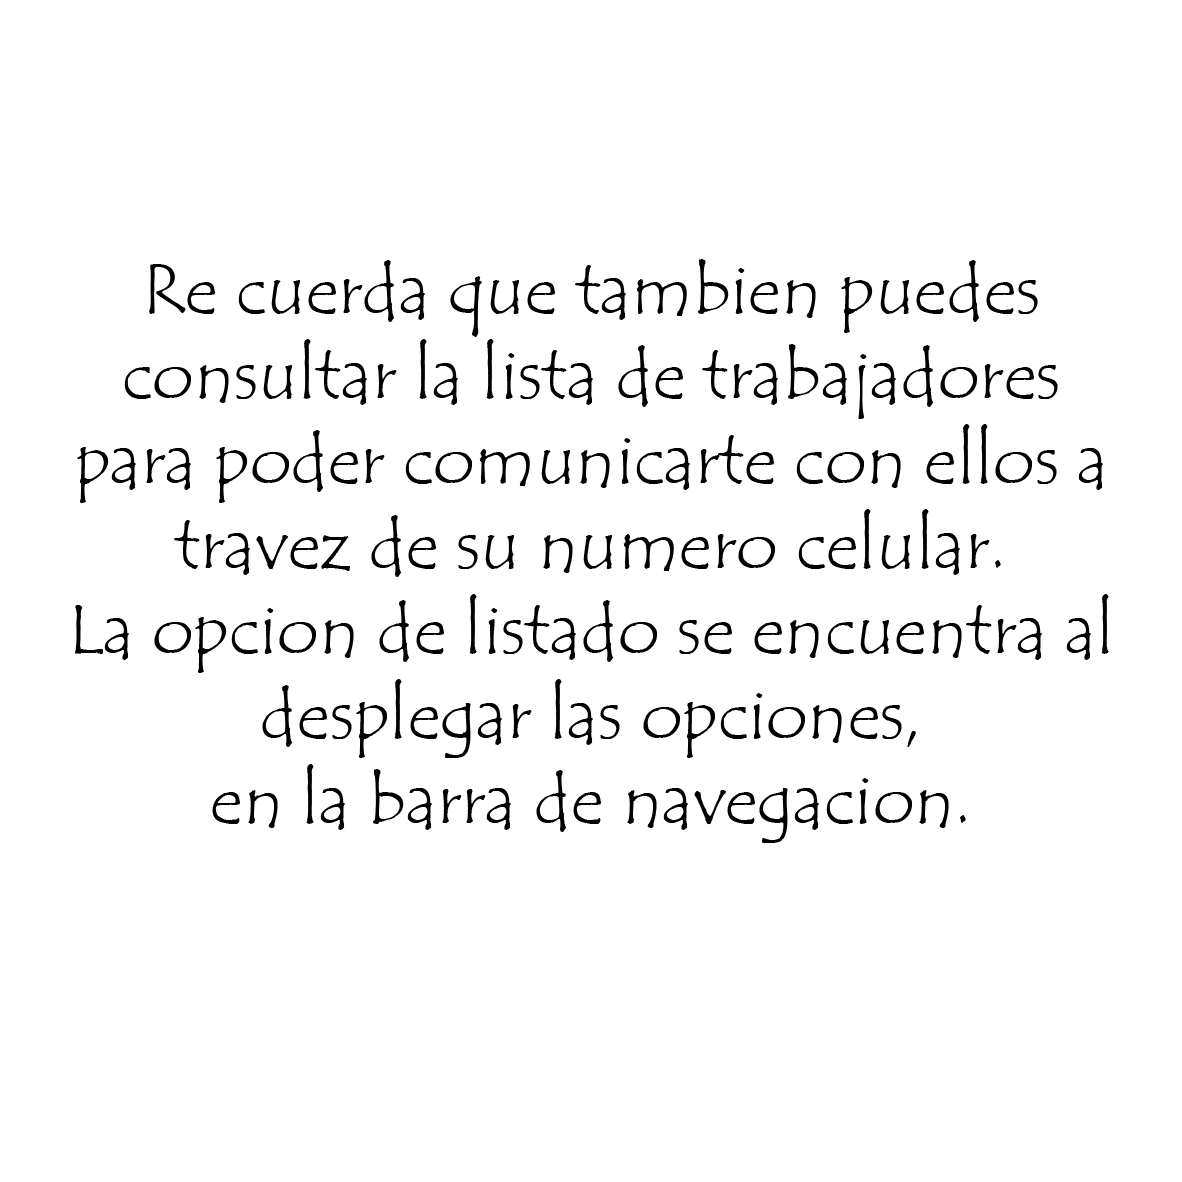 Re cuerda que tambien puedes
consultar la lista de trabajadores
para poder comunicarte con ellos a
travez de su numero celular.
La opcion de listado se encuentra al
desplegar las opciones,
en la barra de navegacion.